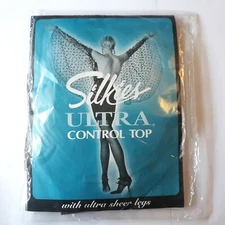 Silkies
ULTRA
CONTROL TOP
with ultra sheer legs